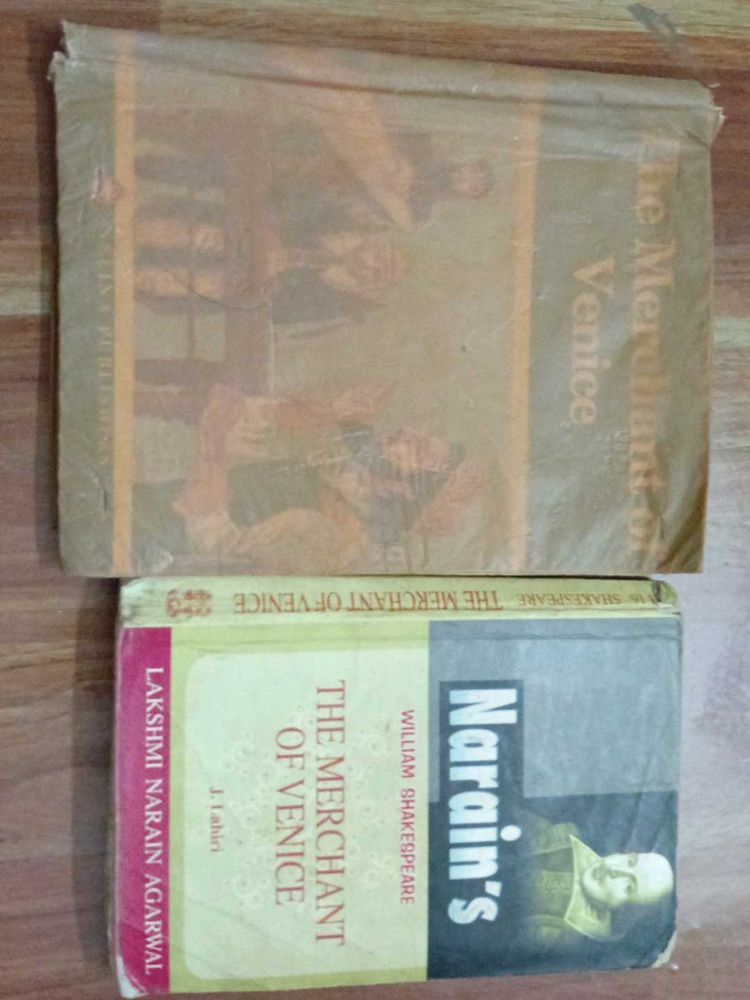 The Merchant of
Venice
SHAKESPEARE THE MERCHANT OF VENICE
Narain's
WILLIAM SHAKESPEARE
THE MERCHANT
OF VENICE
J. Lahiri
LAKSHMI NARAIN AGARWAL